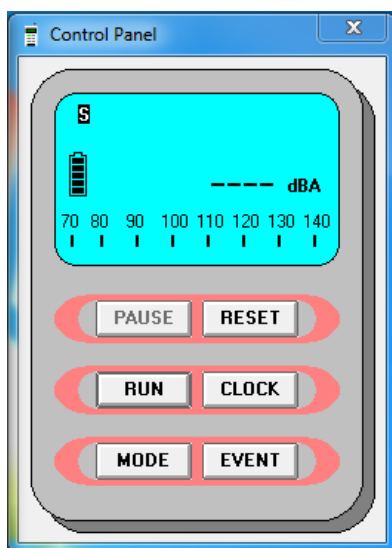 Control Panel
X
S
---- dBA
70 80 90 100 110 120 130 140
PAUSE RESET
RUN CLOCK
MODE EVENT